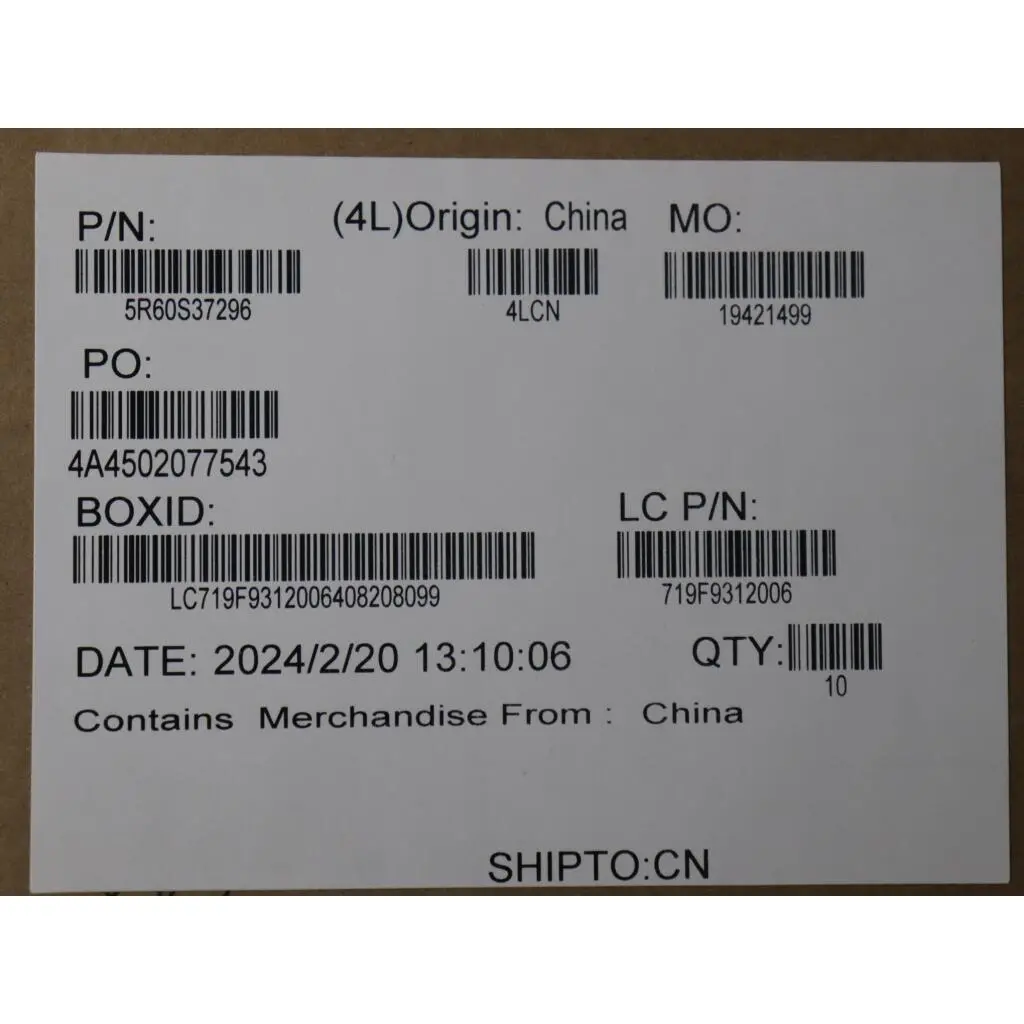 P/N: (4L)Origin: China MO:
5R60S37296 4LCN 19421499
PO:
4A4502077543
BOXID: LC P/N:
LC719F9312006408208099 719F9312006
DATE: 2024/2/20 13:10:06 QTY:
10
Contains Merchandise From : China
SHIPTO:CN